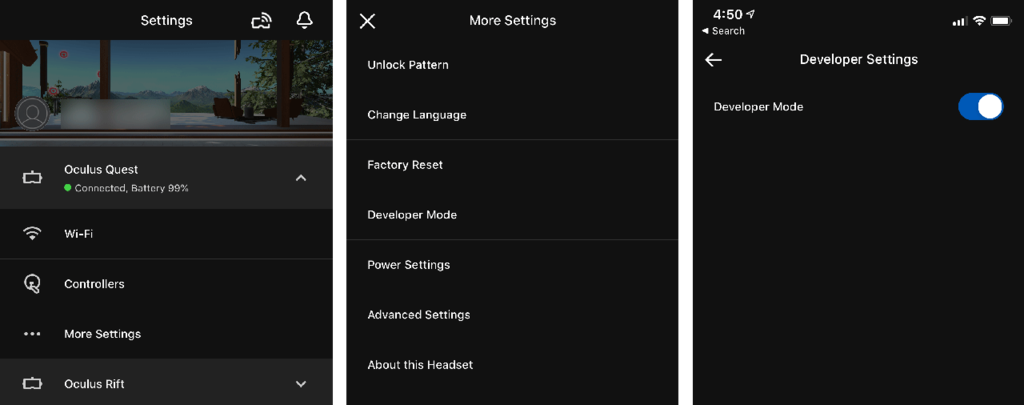 Settings
Oculus Quest
Connected, Battery 99%
Wi-Fi
Controllers
More Settings
Oculus Rift
More Settings
Unlock Pattern
Change Language
Factory Reset
Developer Mode
Power Settings
Advanced Settings
About this Headset
4:50
Search
Developer Settings
Developer Mode